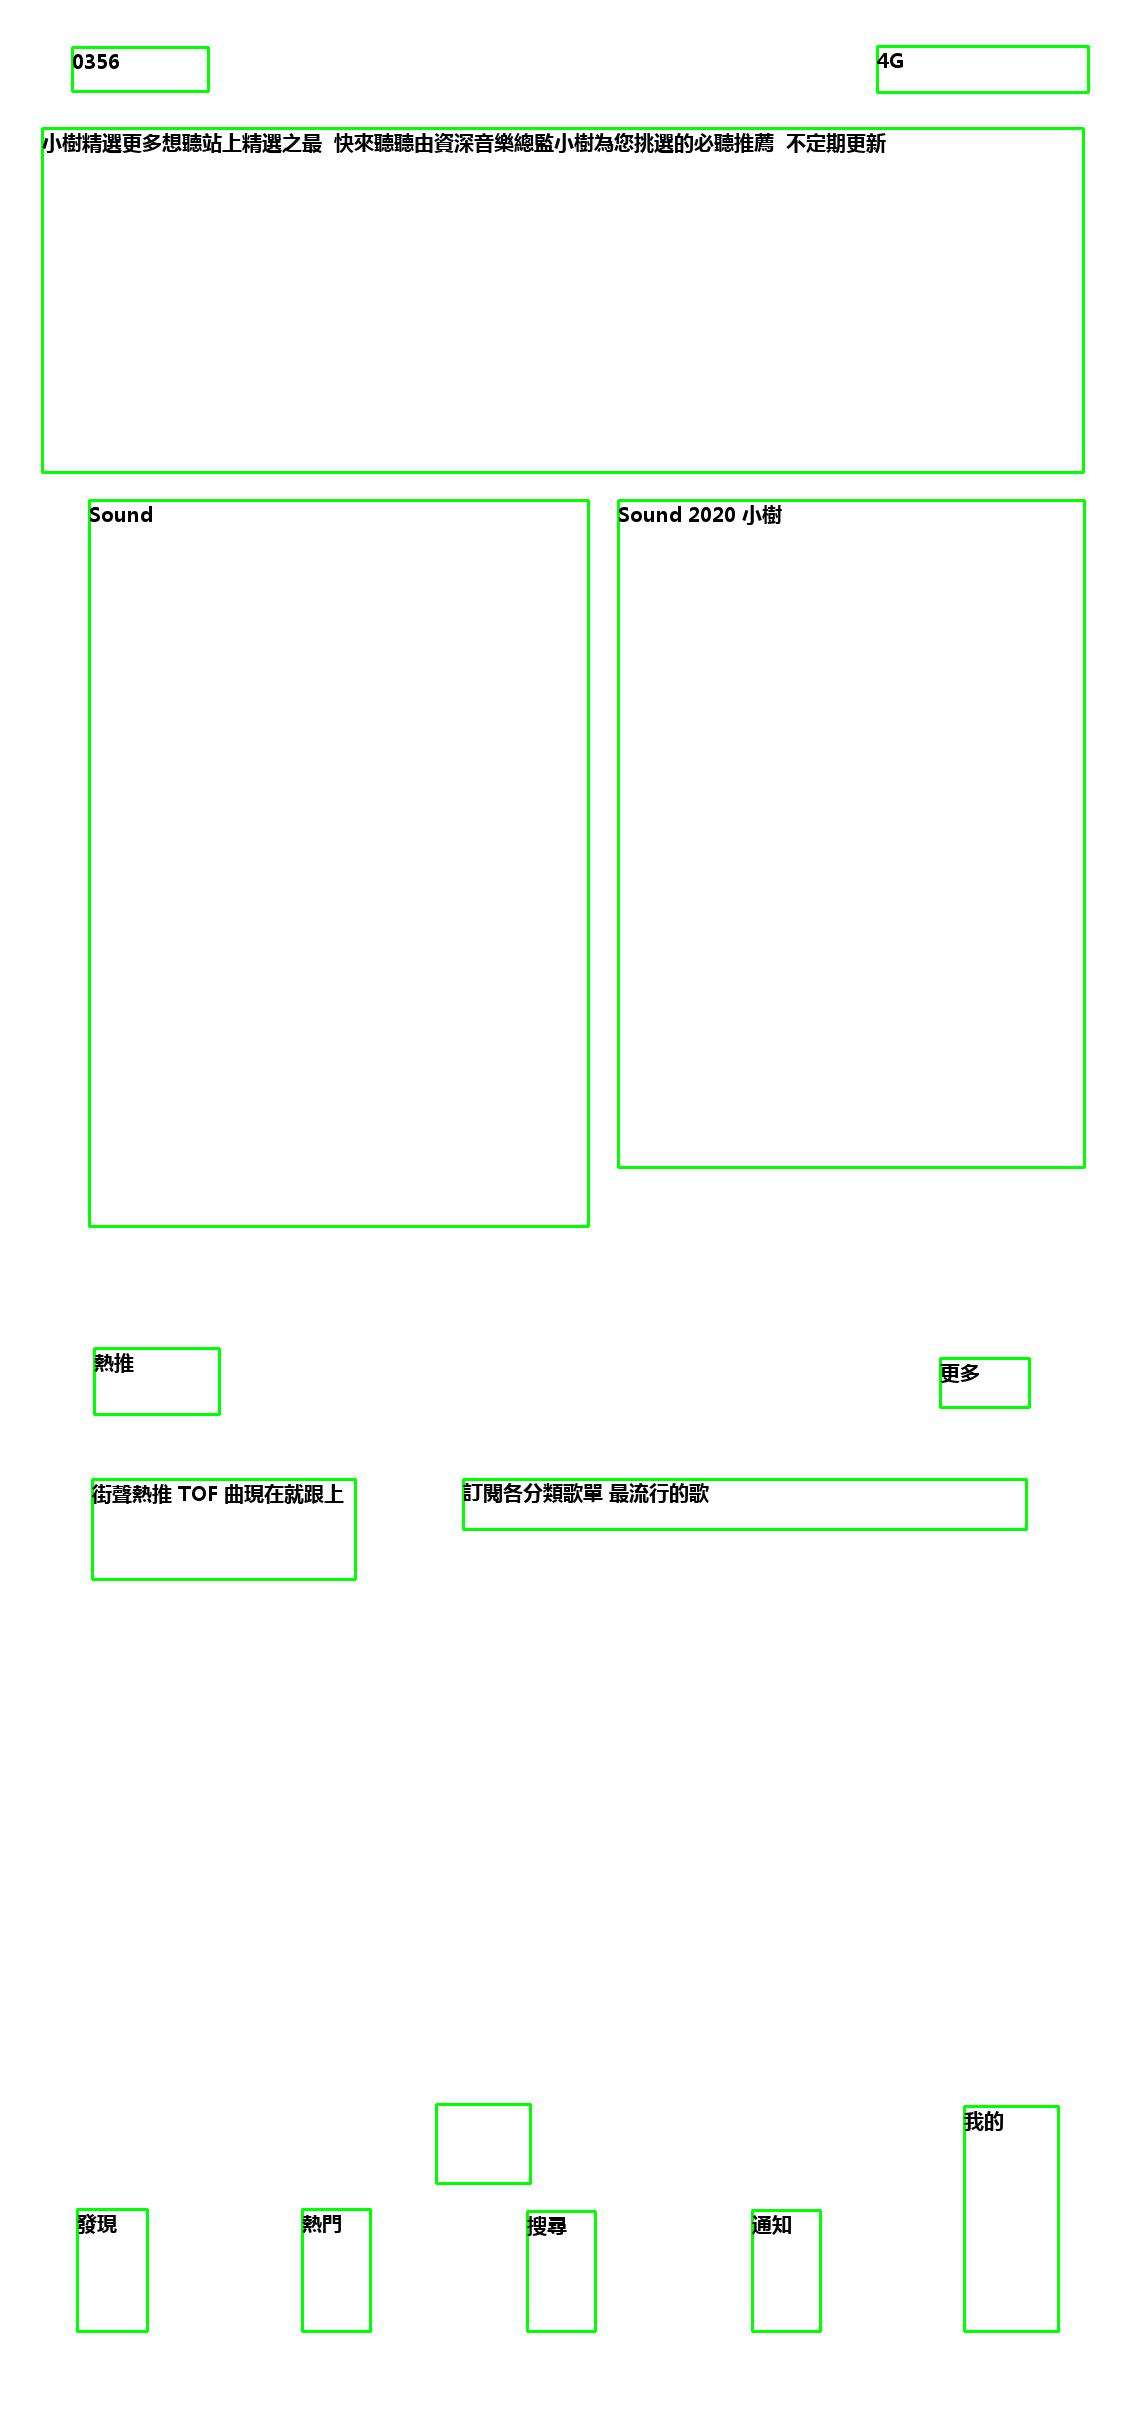 0356
4G
小樹精選更多想聽站上精選之最 快來聽聽由資深音樂總監小樹為您挑選的必聽推薦 不定期更新
Sound
Sound 2020 小樹
熱推
更多
街聲熱推 TOF 曲現在就跟上
訂閱各分類歌單 最流行的歌
我的
發現
熱門
搜尋
通知